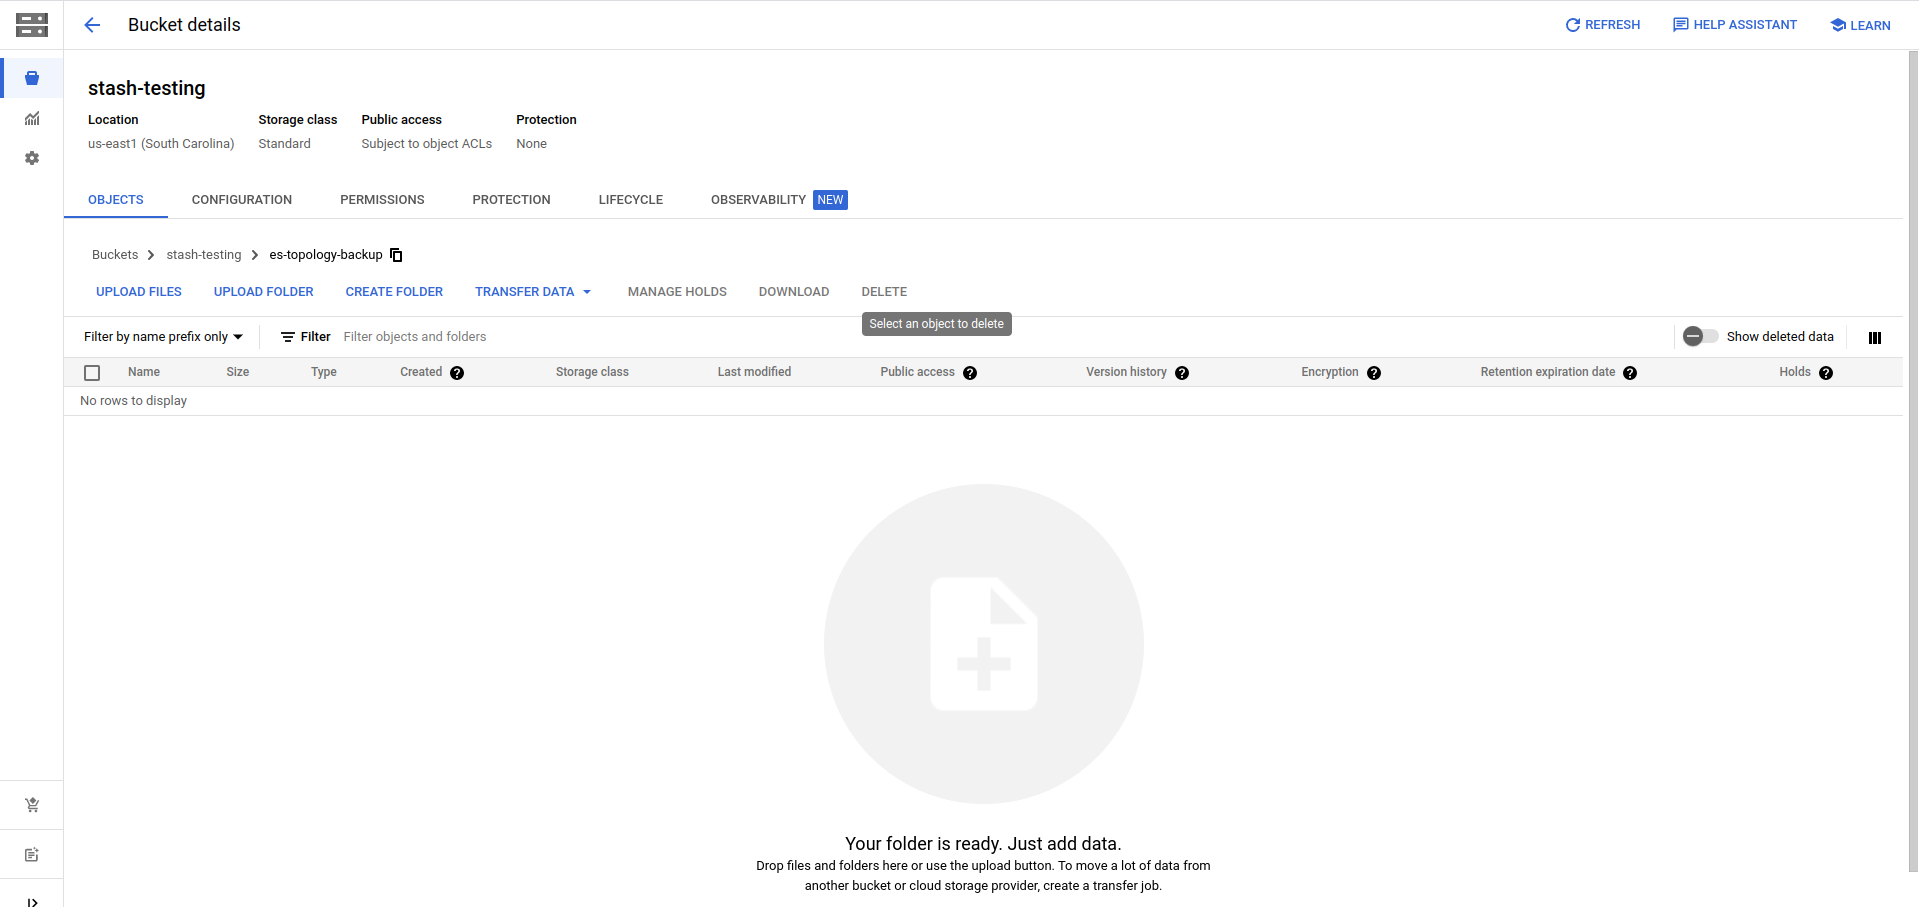 Bucket details
REFRESH HELP ASSISTANT LEARN
stash-testing
Location Storage class Public access Protection
us-east1 (South Carolina) Standard Subject to object ACLs None
OBJECTS CONFIGURATION PERMISSIONS PROTECTION LIFECYCLE OBSERVABILITY NEW
Buckets stash-testing es-topology-backup
UPLOAD FILES UPLOAD FOLDER CREATE FOLDER TRANSFER DATA MANAGE HOLDS DOWNLOAD DELETE
Select an object to delete
Filter by name prefix only Filter Filter objects and folders Show deleted data
Name Size Type Created Storage class Last modified Public access Version history Encryption Retention expiration date Holds
No rows to display
Your folder is ready. Just add data.
Drop files and folders here or use the upload button. To move a lot of data from
another bucket or cloud storage provider, create a transfer job.